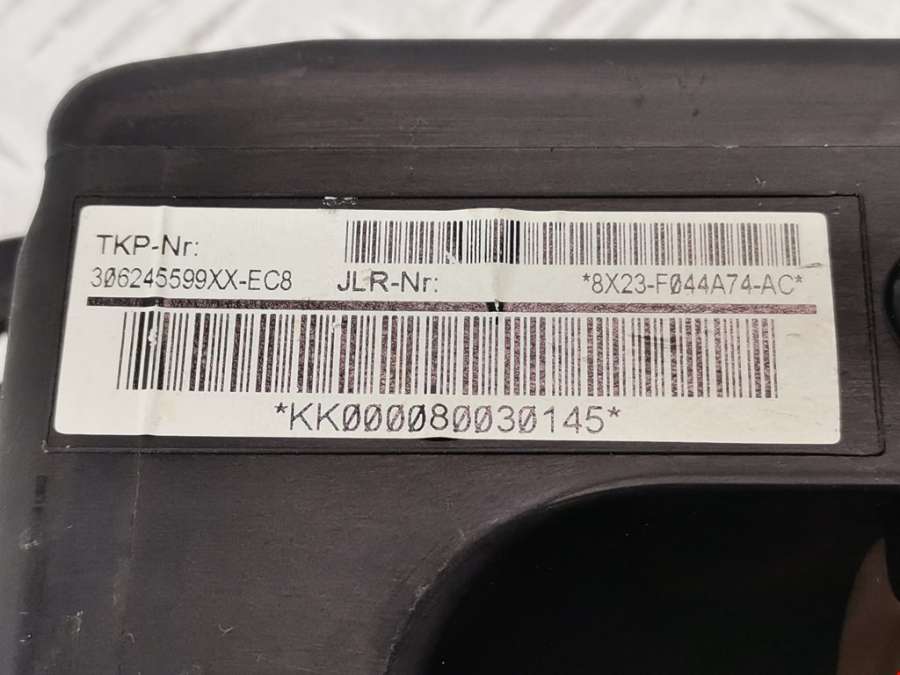 TKP-Nr:
306245599XX-EC8 JLR-Nr: *8X23-F044A74-AC*
*KK000080030145*